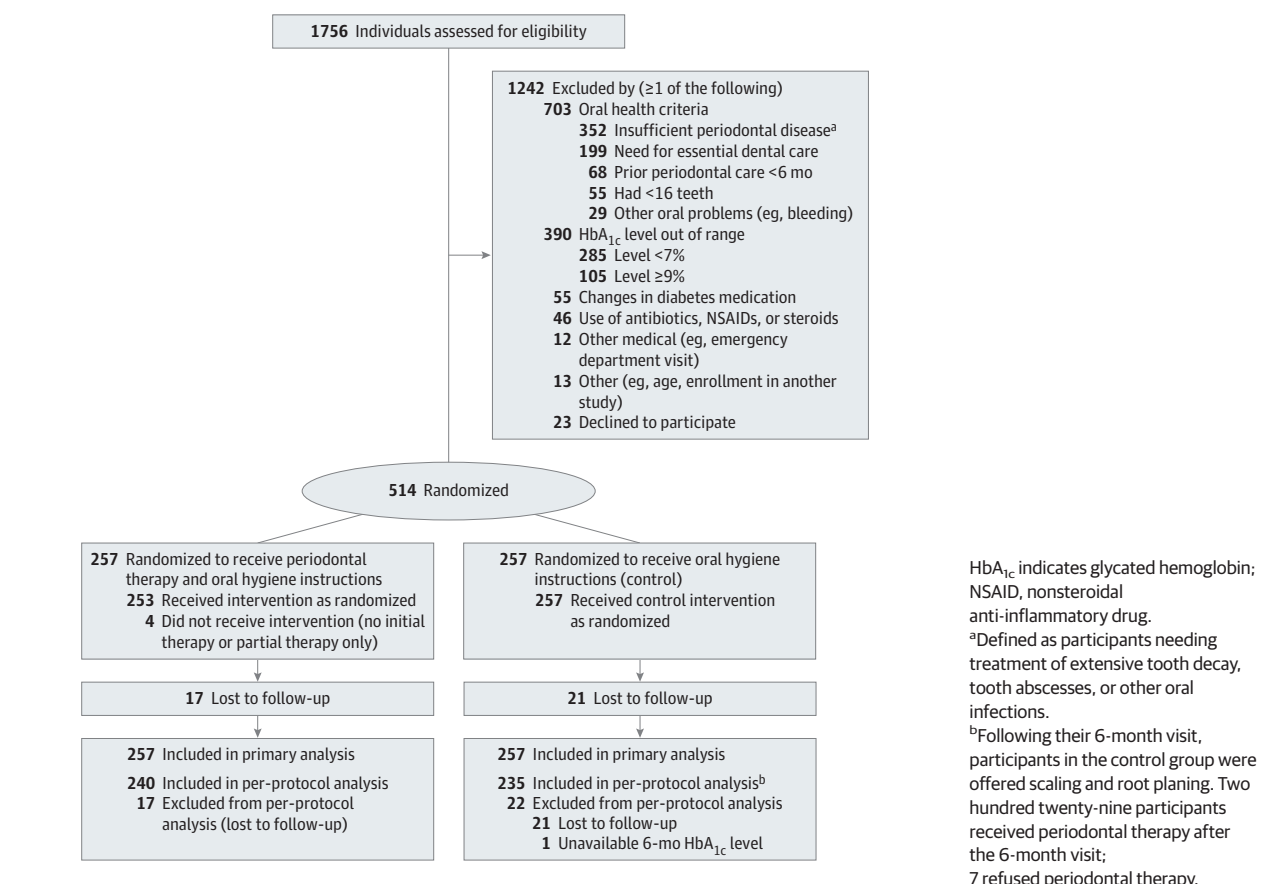 1756 Individuals assessed for eligibility
1242 Excluded by (≥1 of the following)
703 Oral health criteria
352 Insufficient periodontal diseaseᵃ
199 Need for essential dental care
68 Prior periodontal care <6 mo
55 Had <16 teeth
29 Other oral problems (eg, bleeding)
390 HbA1c level out of range
285 Level <7%
105 Level ≥9%
55 Changes in diabetes medication
46 Use of antibiotics, NSAIDs, or steroids
12 Other medical (eg, emergency
department visit)
13 Other (eg, age, enrollment in another
study)
23 Declined to participate
514 Randomized
257 Randomized to receive periodontal
therapy and oral hygiene instructions
253 Received intervention as randomized
4 Did not receive intervention (no initial
therapy or partial therapy only)
257 Randomized to receive oral hygiene
instructions (control)
257 Received control intervention
as randomized
17 Lost to follow-up
21 Lost to follow-up
257 Included in primary analysis
240 Included in per-protocol analysis
17 Excluded from per-protocol
analysis (lost to follow-up)
257 Included in primary analysis
235 Included in per-protocol analysisᵇ
22 Excluded from per-protocol analysis
21 Lost to follow-up
1 Unavailable 6-mo HbA1c level
HbA1c indicates glycated hemoglobin;
NSAID, nonsteroidal
anti-inflammatory drug.
ᵃDefined as participants needing
treatment of extensive tooth decay,
tooth abscesses, or other oral
infections.
ᵇFollowing their 6-month visit,
participants in the control group were
offered scaling and root planing. Two
hundred twenty-nine participants
received periodontal therapy after
the 6-month visit;
7 refused periodontal therapy.